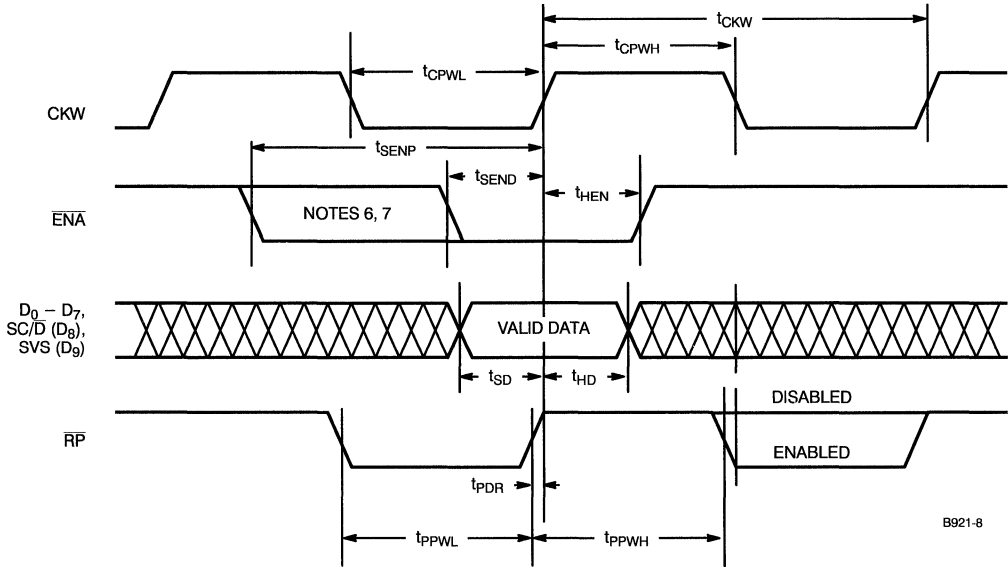 tCKW
tCPWH
tCPWL
CKW
tSENP
tSEND
tHEN
ENA
NOTES 6, 7
D0 – D7,
SC/D (D8),
SVS (D9)
VALID DATA
tSD
tHD
DISABLED
RP
ENABLED
tPDR
B921-8
tPPWL
tPPWH